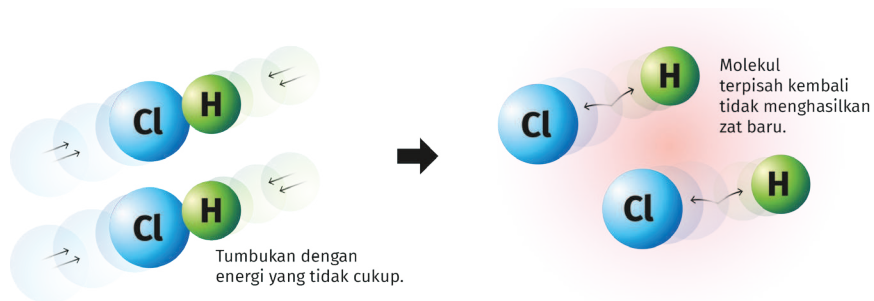 Cl H
Cl H
Tumbukan dengan
energi yang tidak cukup.
Cl H
Molekul
terpisah kembali
tidak menghasilkan
zat baru.
Cl H